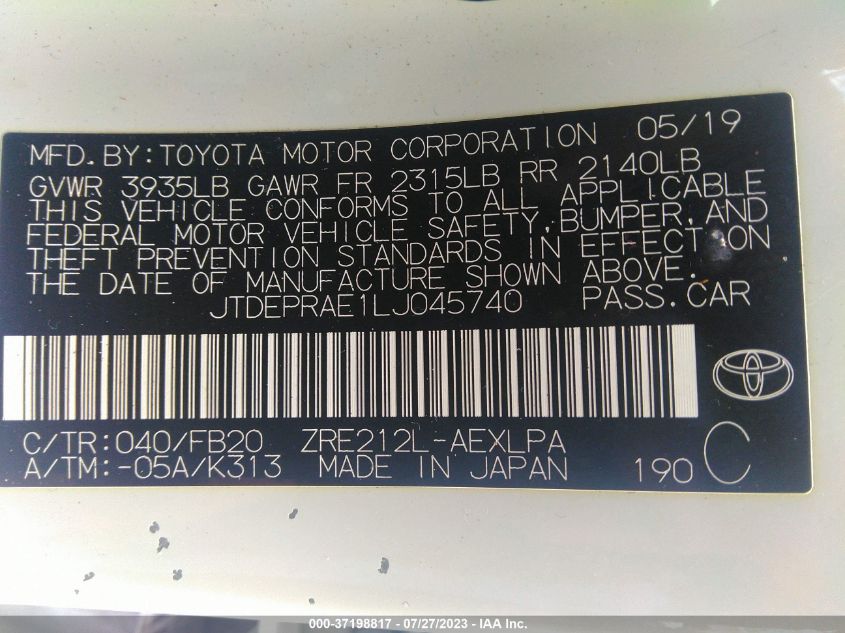 MFD.BY:TOYOTA MOTOR CORPORATION 05/19
GVWR 3935LB GAWR FR 2315LB RR 2140LB
THIS VEHICLE CONFORMS TO ALL APPLICABLE
FEDERAL MOTOR VEHICLE SAFETY,BUMPER,AND
THEFT PREVENTION STANDARDS IN EFFECT ON
THE DATE OF MANUFACTURE SHOWN ABOVE.
JTDEPRAE1LJ045740 PASS.CAR
C/TR:040/FB20 ZRE212L-AEXLPA
A/TM:-05A/K313 MADE IN JAPAN 190 C
000-37198817 - 07/27/2023 - IAA Inc.